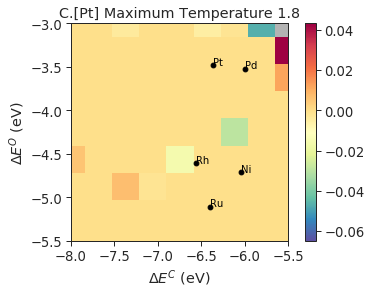 C.[Pt] Maximum Temperature 1.8
−3.0
−3.5
−4.0
−4.5
−5.0
−5.5
ΔE^O (eV)
Pt
Pd
Rh
Ni
Ru
−8.0 −7.5 −7.0 −6.5 −6.0 −5.5
ΔE^C (eV)
0.04
0.02
0.00
−0.02
−0.04
−0.06